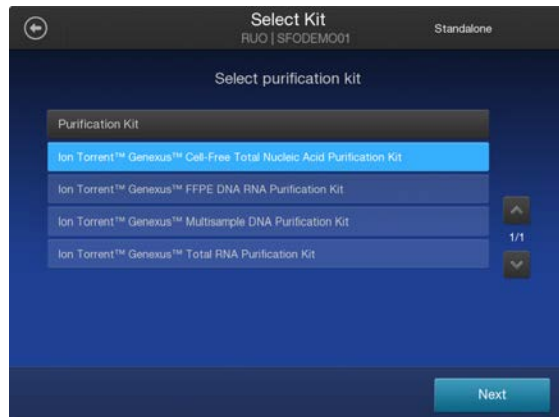 Select Kit
RUO | SFODEMO01
Standalone
Select purification kit
Purification Kit
Ion Torrent™ Genexus™ Cell-Free Total Nucleic Acid Purification Kit
Ion Torrent™ Genexus™ FFPE DNA RNA Purification Kit
Ion Torrent™ Genexus™ Multisample DNA Purification Kit
Ion Torrent™ Genexus™ Total RNA Purification Kit
1/1
Next